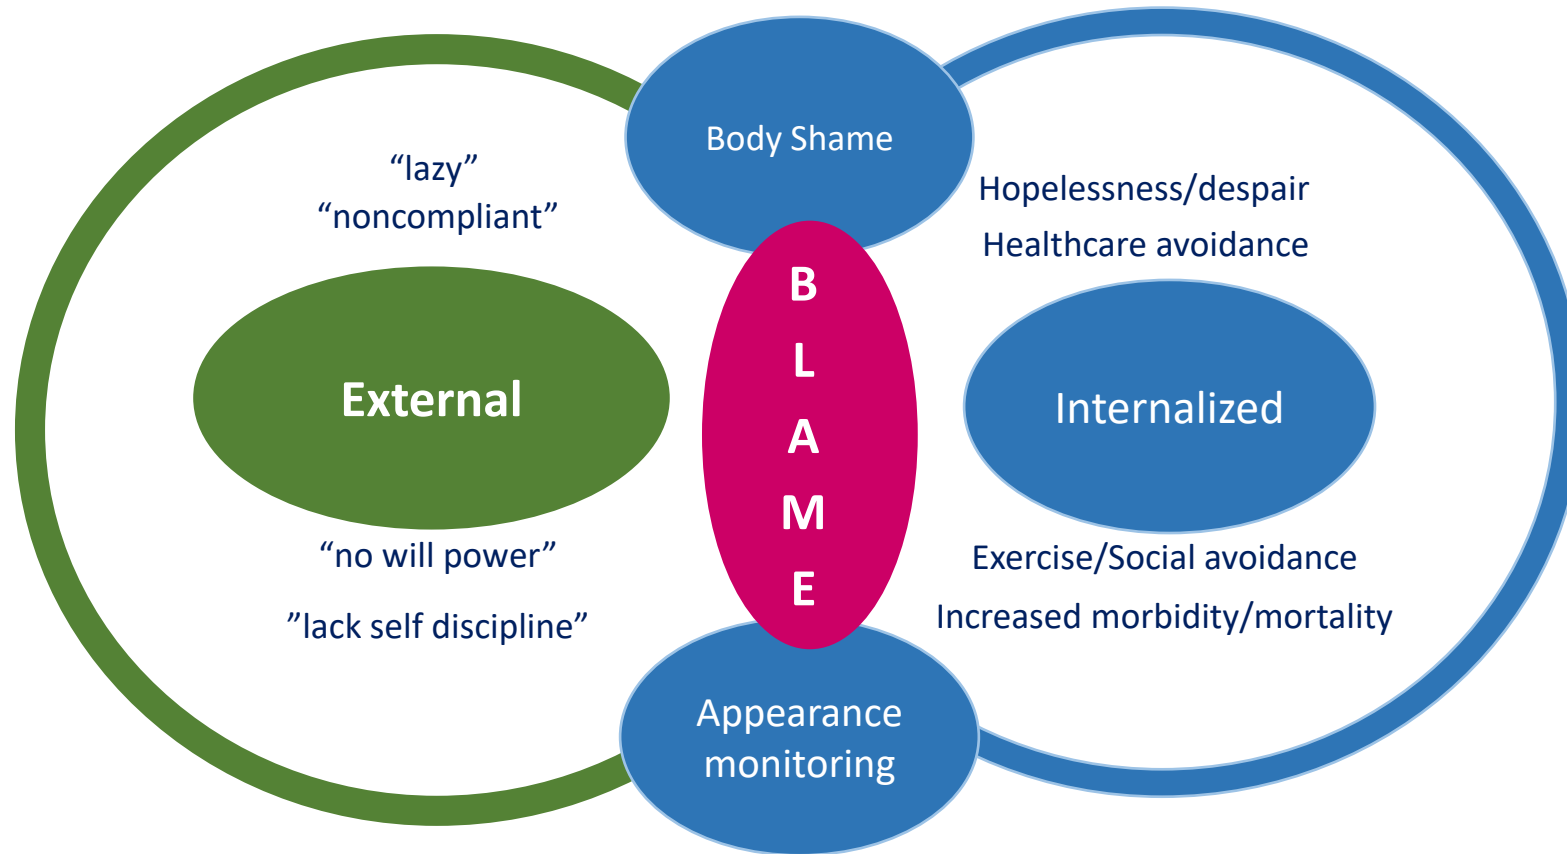 Body Shame
“lazy”
“noncompliant”
External
“no will power”
”lack self discipline”
B
L
A
M
E
Hopelessness/despair
Healthcare avoidance
Internalized
Exercise/Social avoidance
Increased morbidity/mortality
Appearance
monitoring